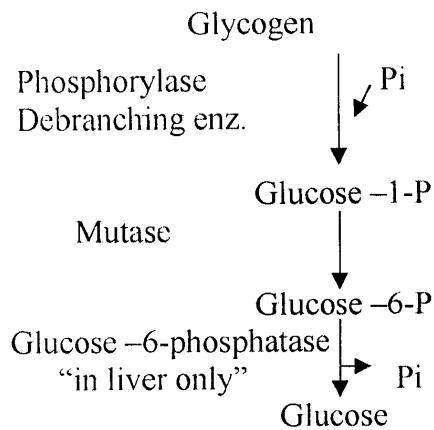 Glycogen
Phosphorylase
Pi
Debranching enz.
Glucose –1-P
Mutase
Glucose –6-P
Glucose –6-phosphatase
“in liver only”
Pi
Glucose